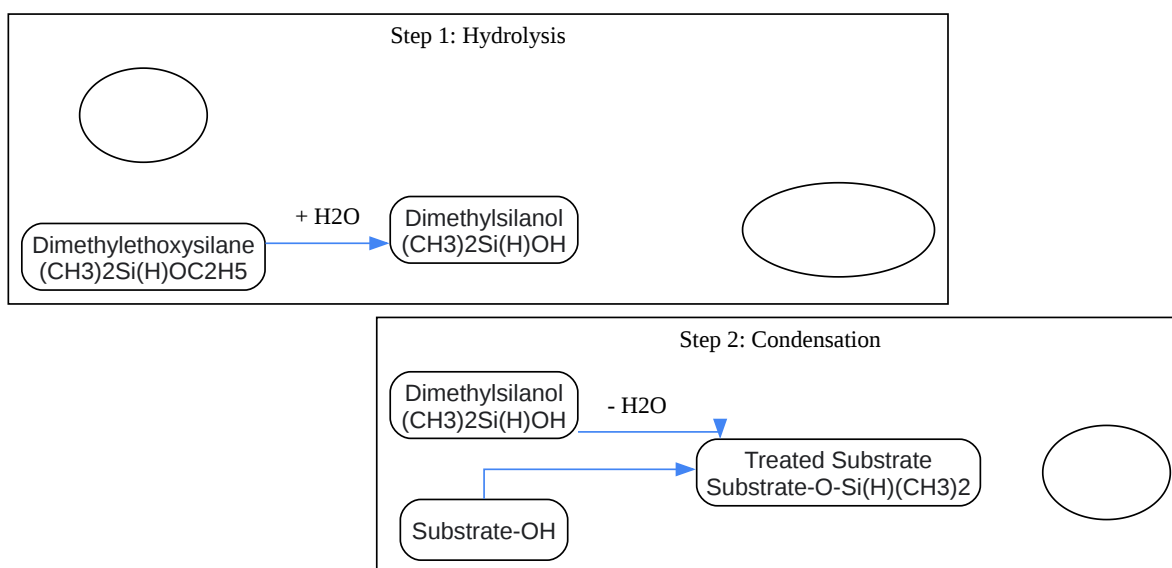 Step 1: Hydrolysis
+ H2O
Dimethylethoxysilane
(CH3)2Si(H)OC2H5
Dimethylsilanol
(CH3)2Si(H)OH
Step 2: Condensation
Dimethylsilanol
(CH3)2Si(H)OH
- H2O
Treated Substrate
Substrate-O-Si(H)(CH3)2
Substrate-OH